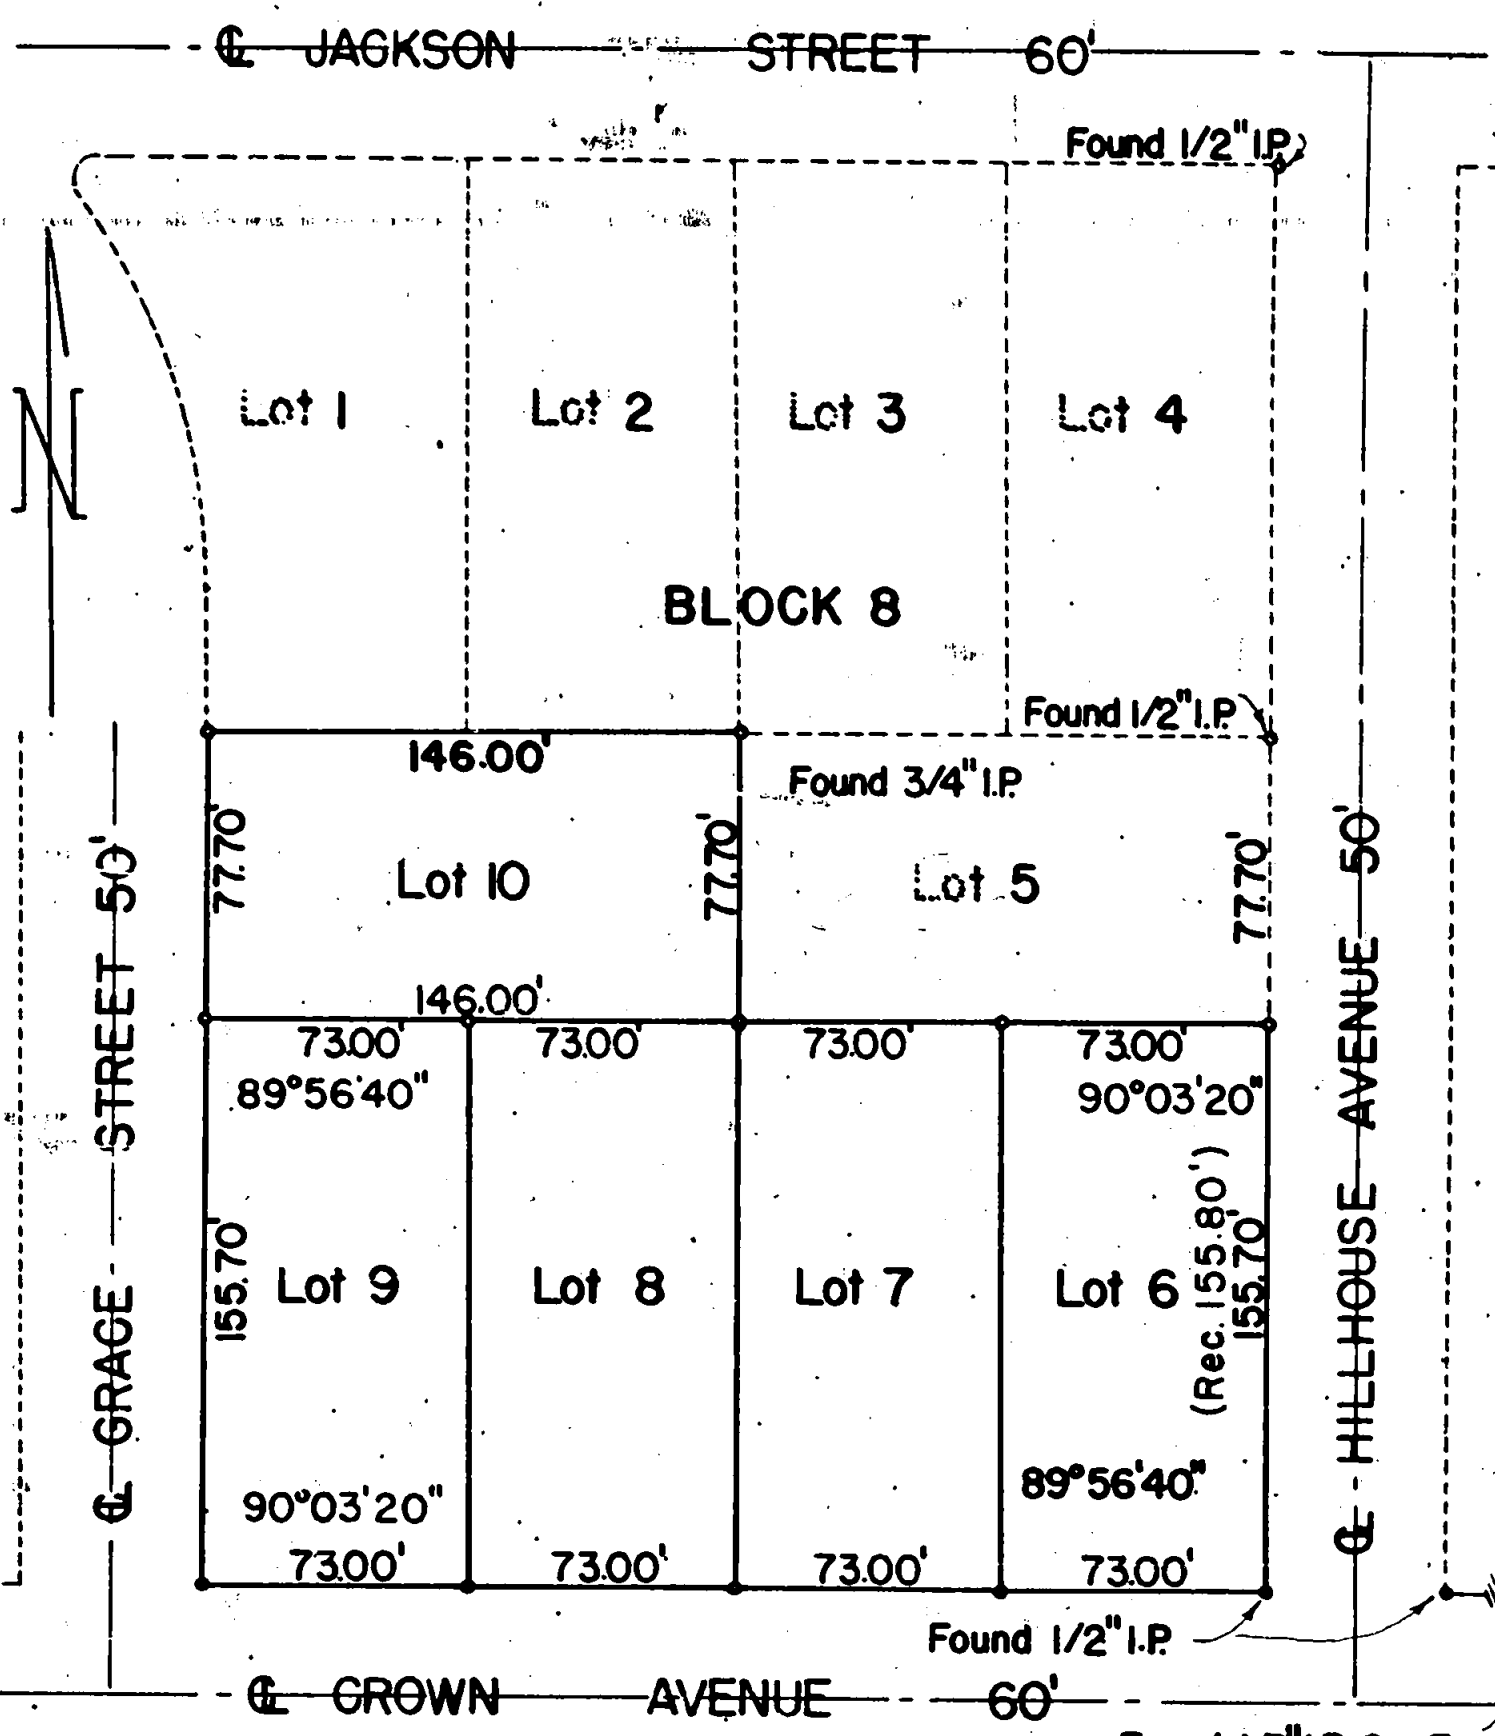 ℄ JACKSON STREET 60'
Found 1/2" I.P.
N
Lot 1 Lot 2 Lot 3 Lot 4
BLOCK 8
Found 1/2" I.P.
146.00'
Found 3/4" I.P.
77.70' 77.70' 77.70'
Lot 10 Lot 5
℄ GRACE STREET 50'
℄ HILLHOUSE AVENUE 50'
146.00'
73.00' 73.00' 73.00' 73.00'
89°56'40" 90°03'20"
155.70'
(Rec. 155.80')
155.70'
Lot 9 Lot 8 Lot 7 Lot 6
90°03'20" 89°56'40"
73.00' 73.00' 73.00' 73.00'
Found 1/2" I.P.
℄ CROWN AVENUE 60'